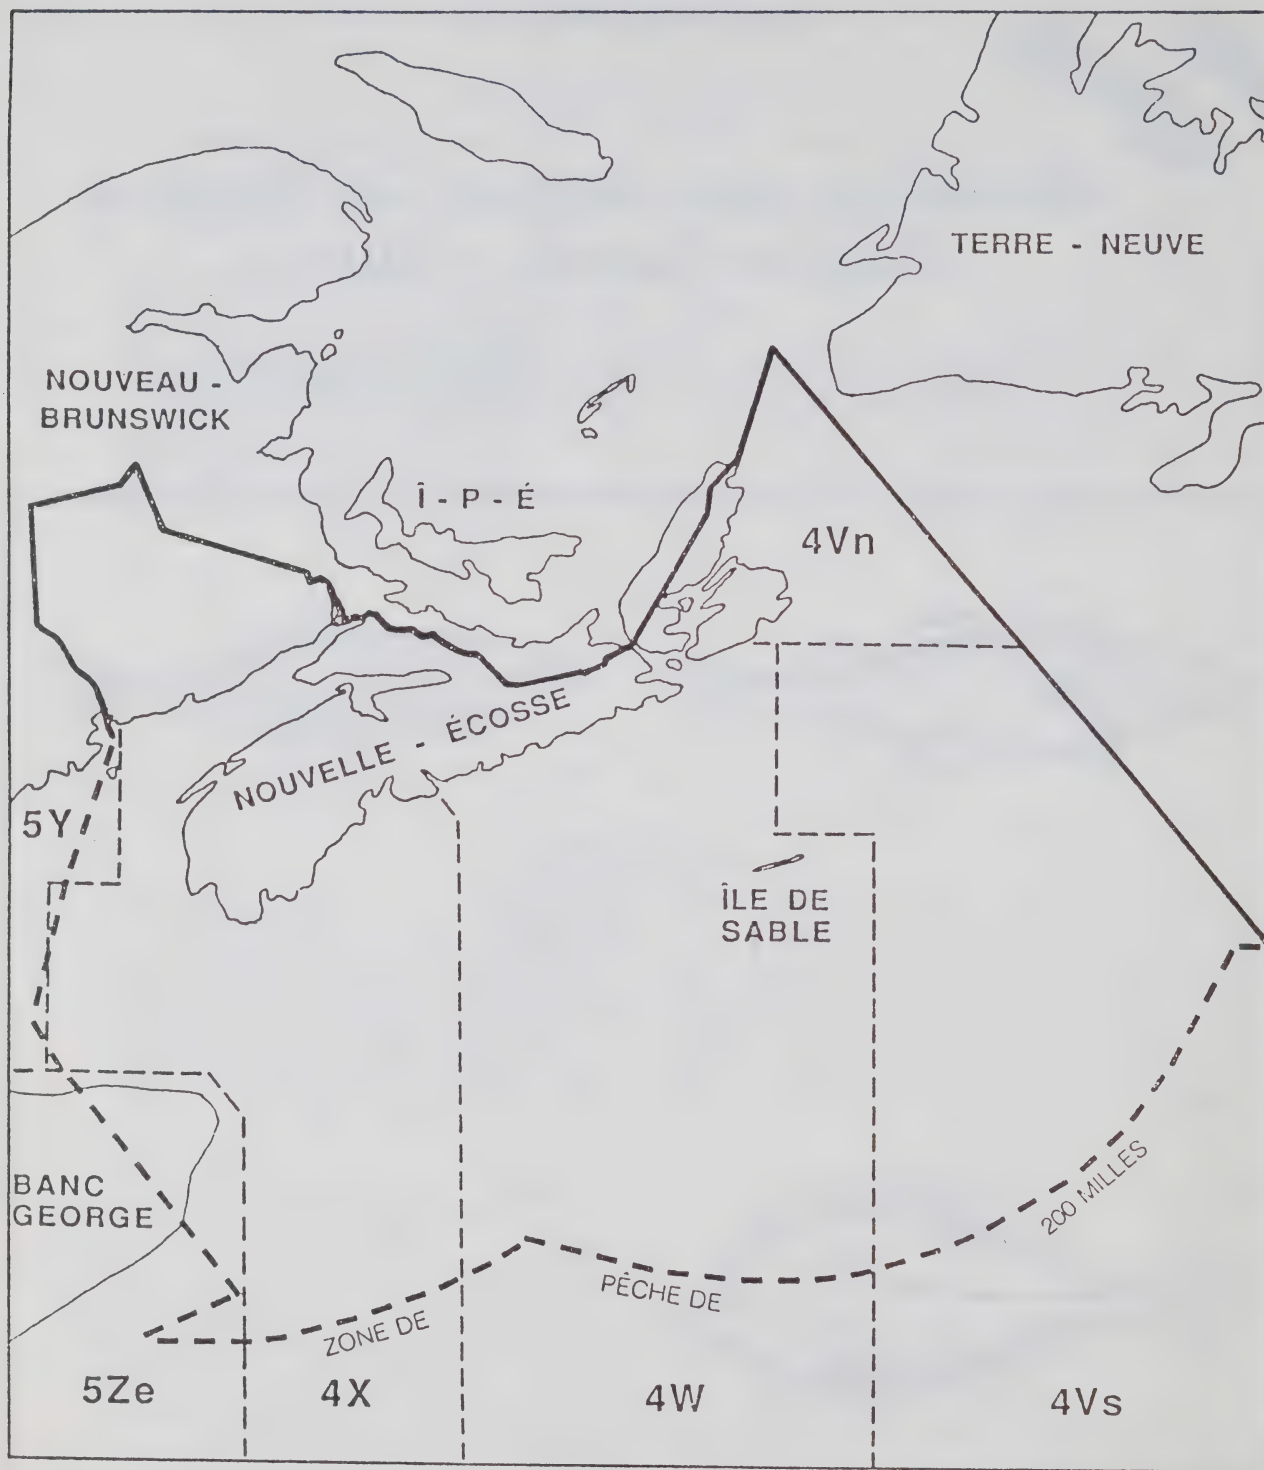 TERRE - NEUVE
NOUVEAU -
BRUNSWICK
Î - P - É
4Vn
NOUVELLE - ÉCOSSE
5Y
ÎLE DE
SABLE
BANC
GEORGE
ZONE DE
PÊCHE DE
200 MILLES
5Ze
4X
4W
4Vs